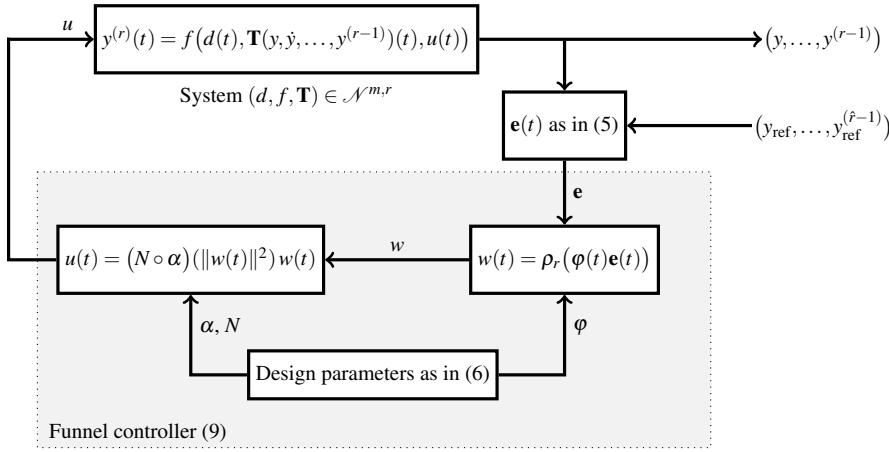 u
y^{(r)}(t) = f(d(t), T(y, ẏ, …, y^{(r−1)})(t), u(t))
(y, …, y^{(r−1)})
System (d, f, T) ∈ 𝒩^{m,r}
e(t) as in (5)
(y_ref, …, y_ref^{(r̂−1)})
e
u(t) = (N ∘ α)(‖w(t)‖²) w(t)
w
w(t) = ρ_r(φ(t)e(t))
α, N
φ
Design parameters as in (6)
Funnel controller (9)